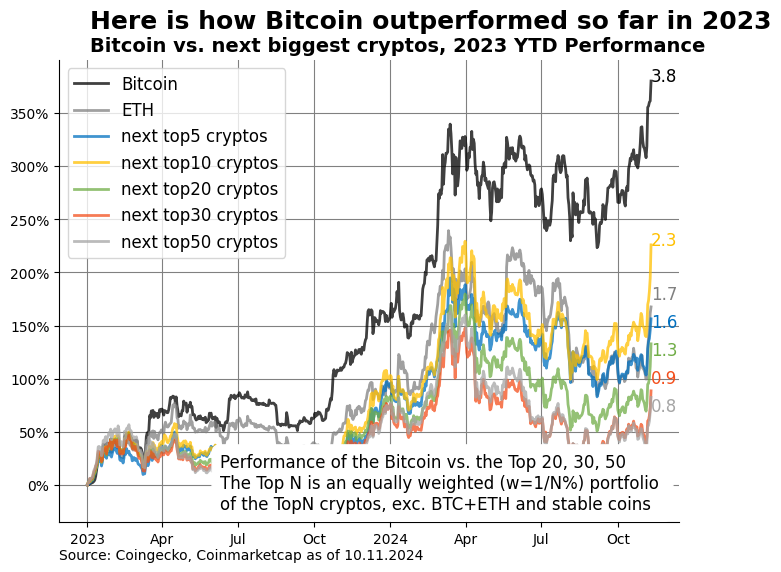 Here is how Bitcoin outperformed so far in 2023
Bitcoin vs. next biggest cryptos, 2023 YTD Performance
Bitcoin
ETH
next top5 cryptos
next top10 cryptos
next top20 cryptos
next top30 cryptos
next top50 cryptos
350%
300%
250%
200%
150%
100%
50%
0%
3.8
2.3
1.7
1.6
1.3
0.9
0.8
Performance of the Bitcoin vs. the Top 20, 30, 50
The Top N is an equally weighted (w=1/N%) portfolio
of the TopN cryptos, exc. BTC+ETH and stable coins
2023 Apr Jul Oct 2024 Apr Jul Oct
Source: Coingecko, Coinmarketcap as of 10.11.2024